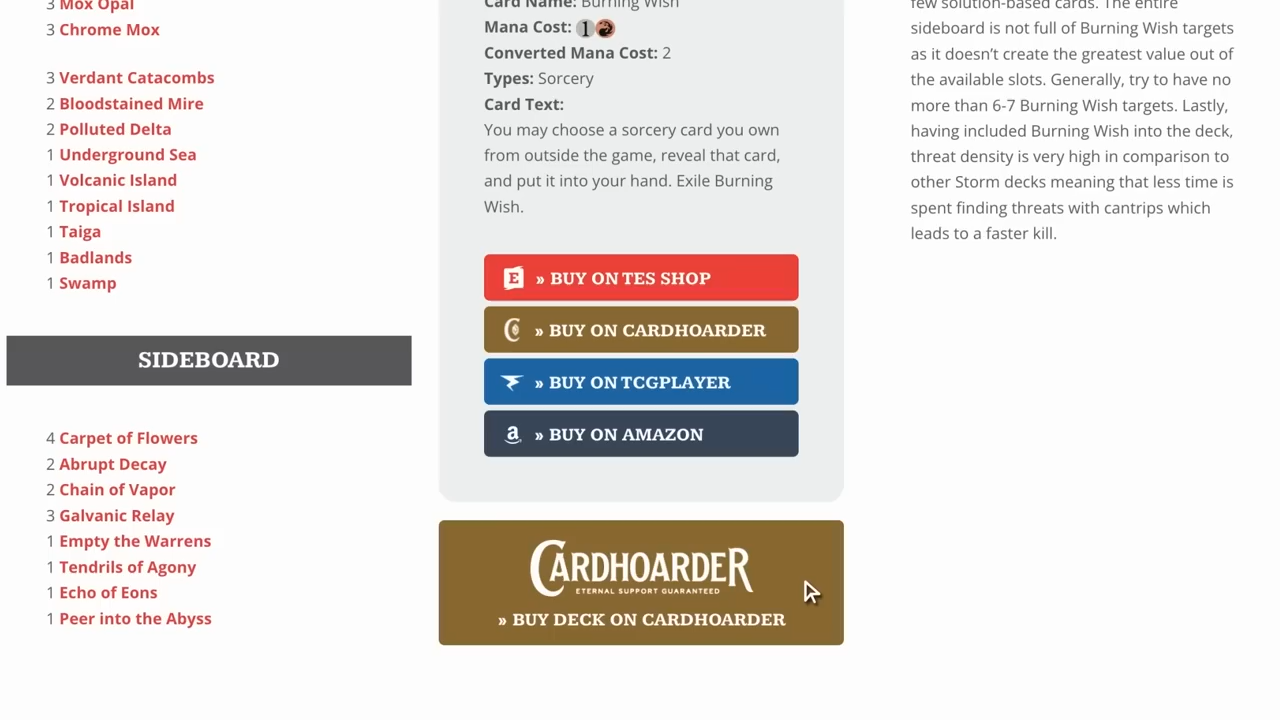 3 Mox Opal
3 Chrome Mox
3 Verdant Catacombs
2 Bloodstained Mire
2 Polluted Delta
1 Underground Sea
1 Volcanic Island
1 Tropical Island
1 Taiga
1 Badlands
1 Swamp
SIDEBOARD
4 Carpet of Flowers
2 Abrupt Decay
2 Chain of Vapor
3 Galvanic Relay
1 Empty the Warrens
1 Tendrils of Agony
1 Echo of Eons
1 Peer into the Abyss
Card Name: Burning Wish
Mana Cost: 1
Converted Mana Cost: 2
Types: Sorcery
Card Text:
You may choose a sorcery card you own
from outside the game, reveal that card,
and put it into your hand. Exile Burning
Wish.
E » BUY ON TES SHOP
C » BUY ON CARDHOARDER
» BUY ON TCGPLAYER
a » BUY ON AMAZON
CARDHOARDER
ETERNAL SUPPORT GUARANTEED
» BUY DECK ON CARDHOARDER
few solution-based cards. The entire
sideboard is not full of Burning Wish targets
as it doesn’t create the greatest value out of
the available slots. Generally, try to have no
more than 6-7 Burning Wish targets. Lastly,
having included Burning Wish into the deck,
threat density is very high in comparison to
other Storm decks meaning that less time is
spent finding threats with cantrips which
leads to a faster kill.